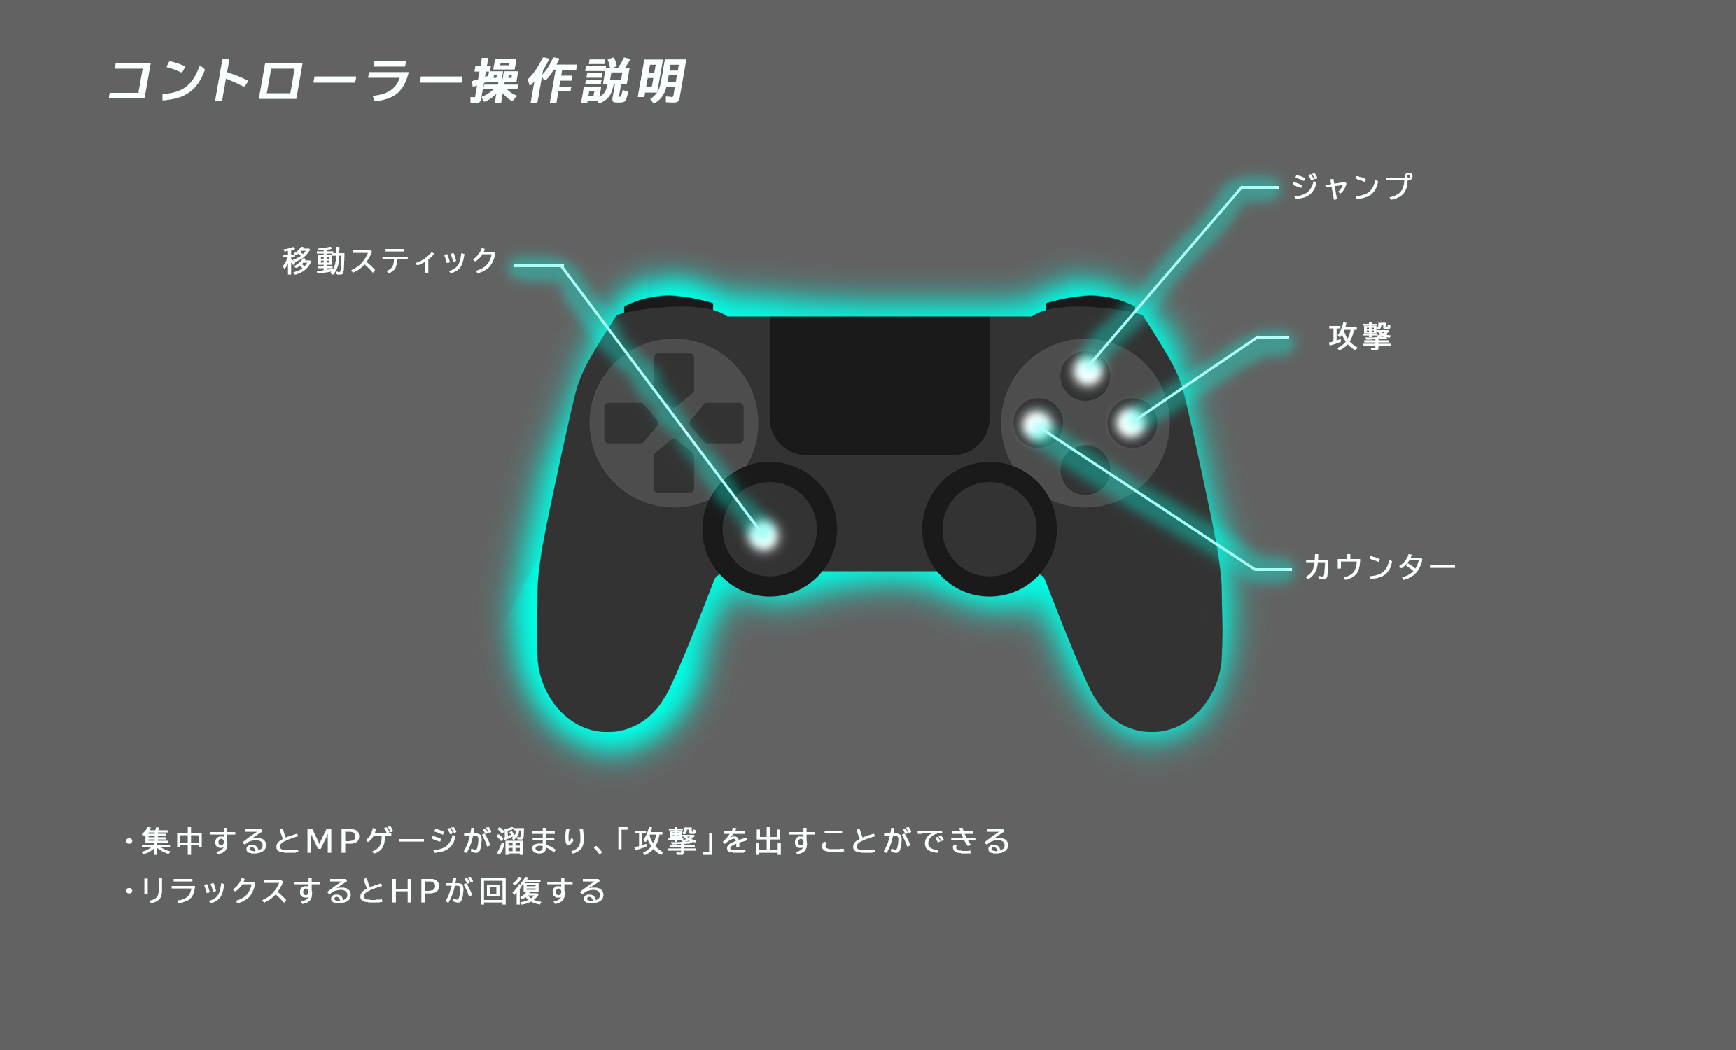 コントローラー操作説明
ジャンプ
移動スティック
攻撃
カウンター
・集中するとMPゲージが溜まり、「攻撃」を出すことができる
・リラックスするとHPが回復する